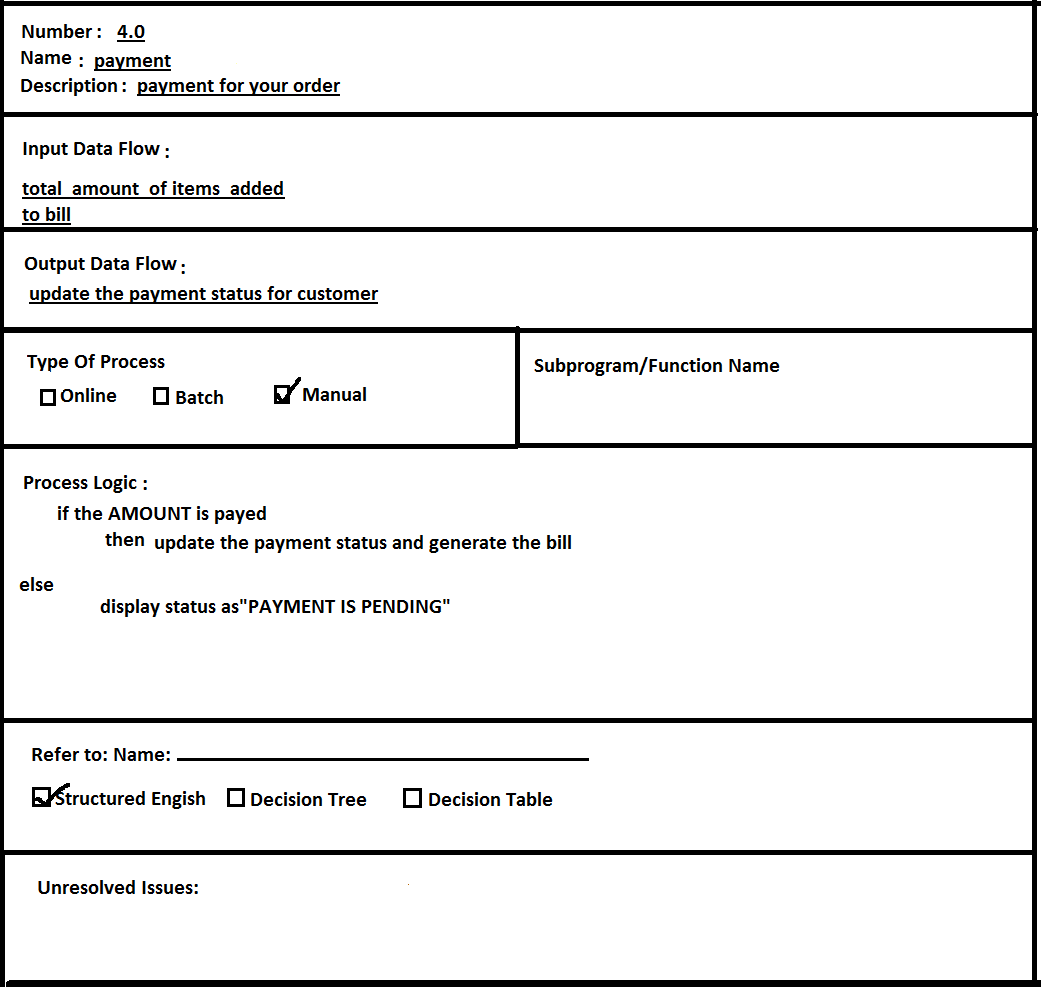 Number : 4.0
Name : payment
Description : payment for your order
Input Data Flow :
total amount of items added
to bill
Output Data Flow :
update the payment status for customer
Type Of Process
Online Batch Manual
Subprogram/Function Name
Process Logic :
if the AMOUNT is payed
then update the payment status and generate the bill
else
display status as"PAYMENT IS PENDING"
Refer to: Name:
Structured Engish Decision Tree Decision Table
Unresolved Issues: